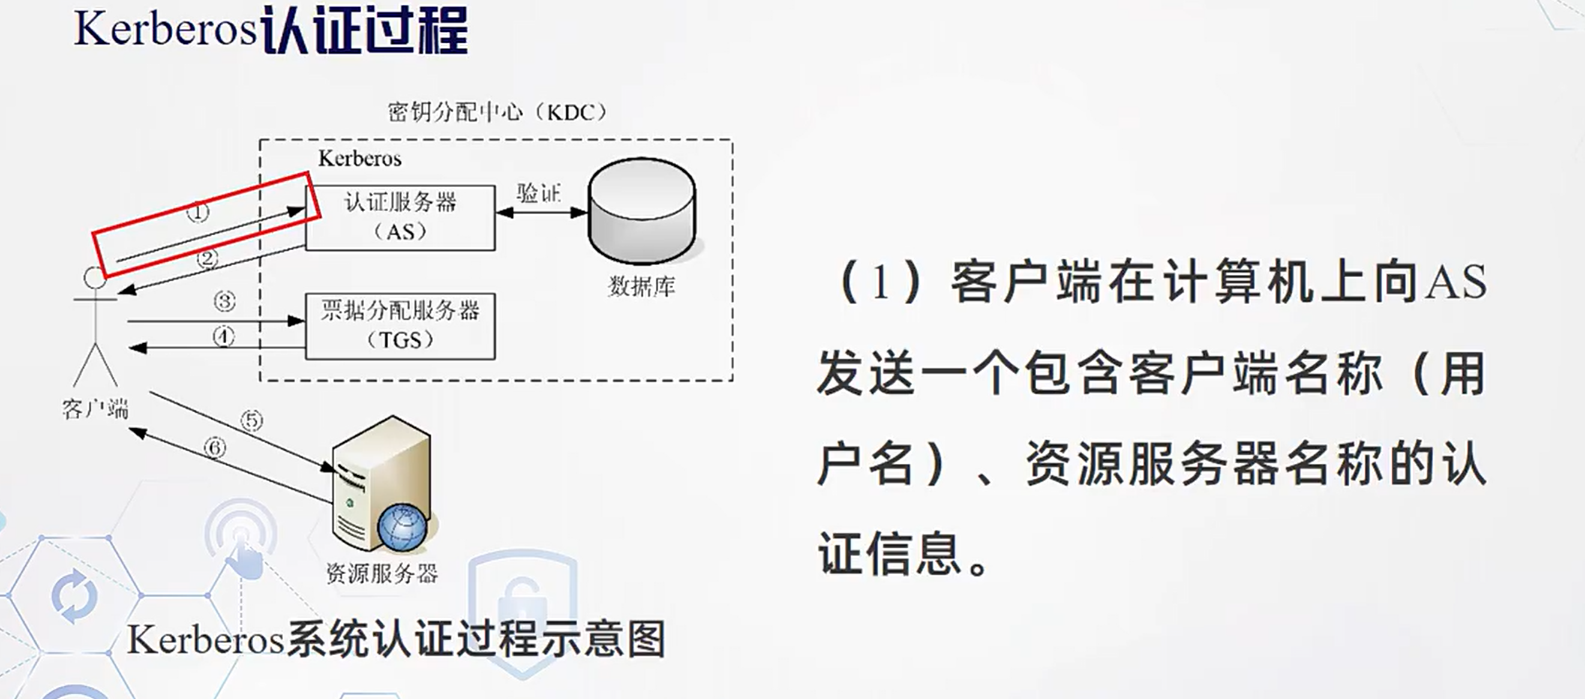 Kerberos认证过程
密钥分配中心（KDC）
Kerberos
①
认证服务器
（AS）
验证
②
数据库
③
票据分配服务器
（TGS）
④
客户端
⑤
⑥
资源服务器
Kerberos系统认证过程示意图
（1）客户端在计算机上向AS
发送一个包含客户端名称（用
户名）、资源服务器名称的认
证信息。